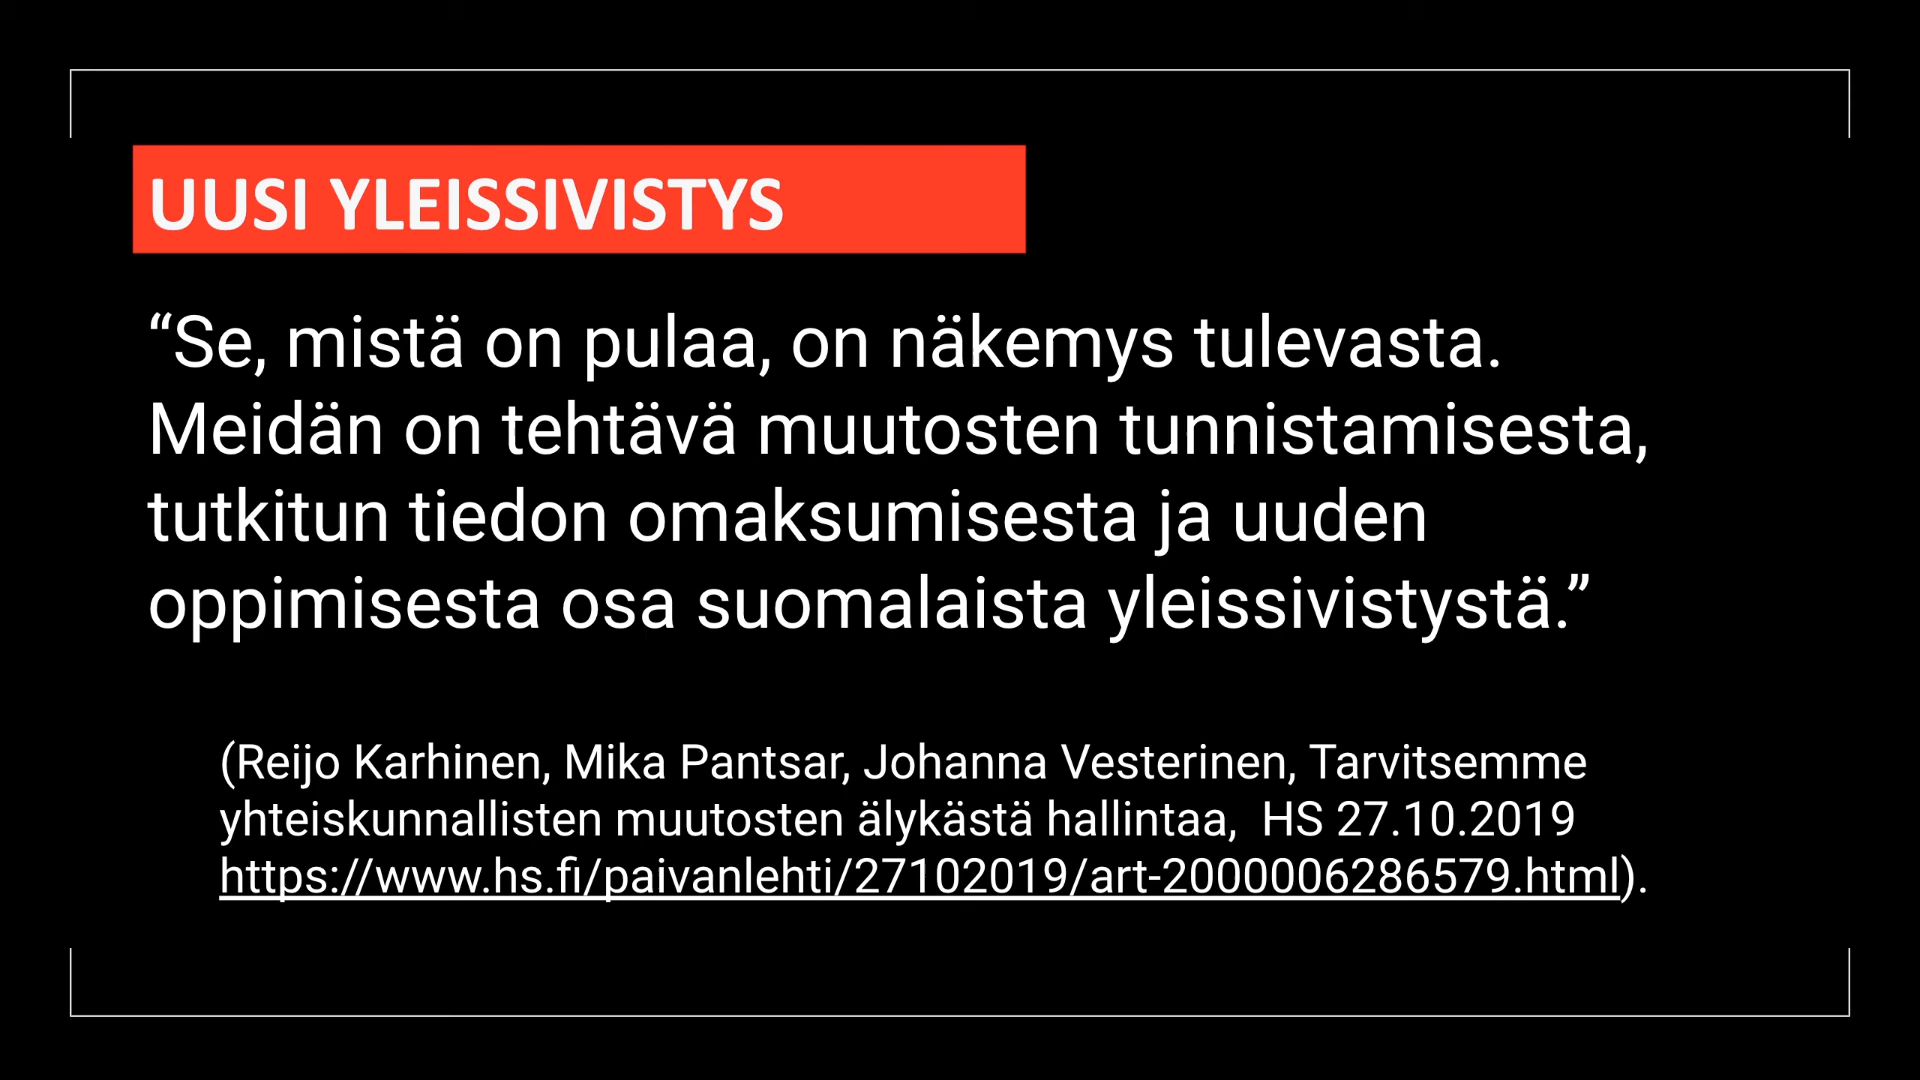 UUSI YLEISSIVISTYS
“Se, mistä on pulaa, on näkemys tulevasta.
Meidän on tehtävä muutosten tunnistamisesta,
tutkitun tiedon omaksumisesta ja uuden
oppimisesta osa suomalaista yleissivistystä.”
(Reijo Karhinen, Mika Pantsar, Johanna Vesterinen, Tarvitsemme
yhteiskunnallisten muutosten älykästä hallintaa,  HS 27.10.2019
https://www.hs.fi/paivanlehti/27102019/art-2000006286579.html).